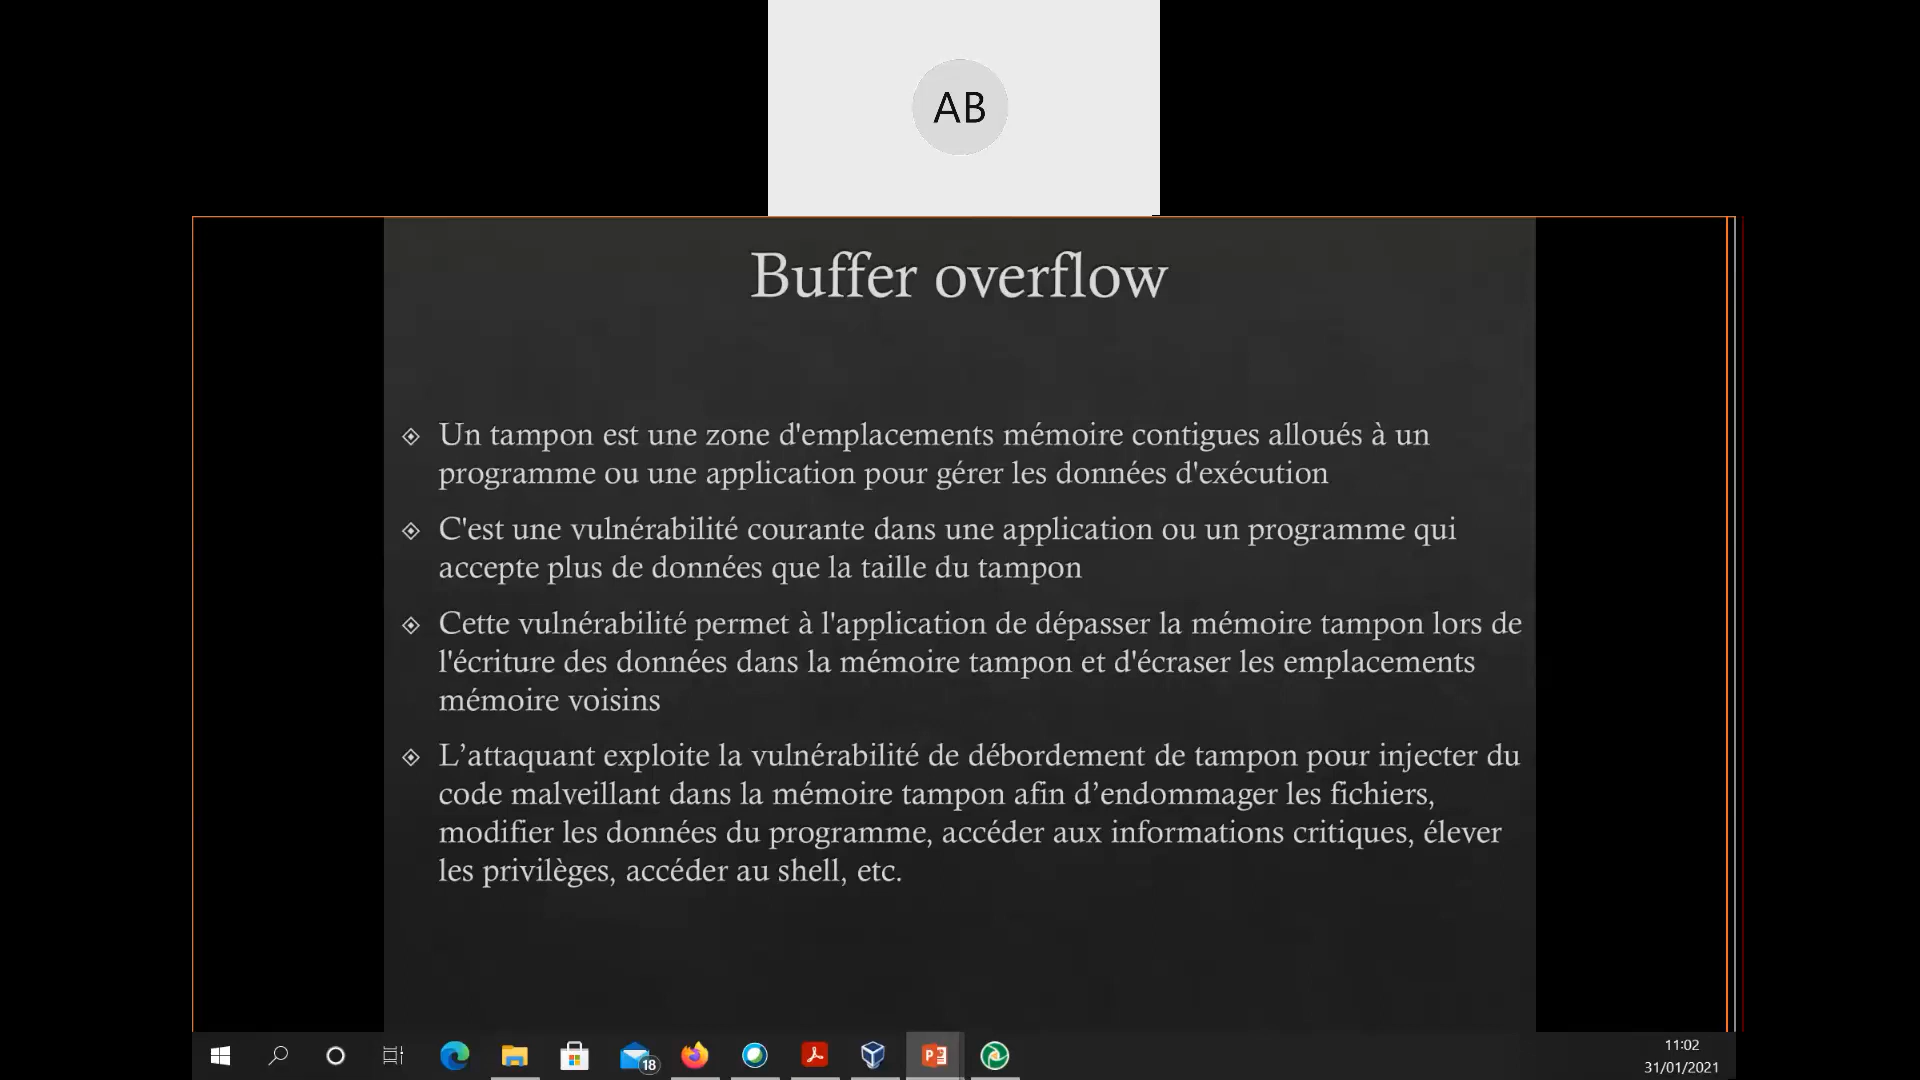 AB
Buffer overflow
Un tampon est une zone d'emplacements mémoire contigues alloués à un
programme ou une application pour gérer les données d'exécution
C'est une vulnérabilité courante dans une application ou un programme qui
accepte plus de données que la taille du tampon
Cette vulnérabilité permet à l'application de dépasser la mémoire tampon lors de
l'écriture des données dans la mémoire tampon et d'écraser les emplacements
mémoire voisins
L’attaquant exploite la vulnérabilité de débordement de tampon pour injecter du
code malveillant dans la mémoire tampon afin d’endommager les fichiers,
modifier les données du programme, accéder aux informations critiques, élever
les privilèges, accéder au shell, etc.
18
11:02
31/01/2021